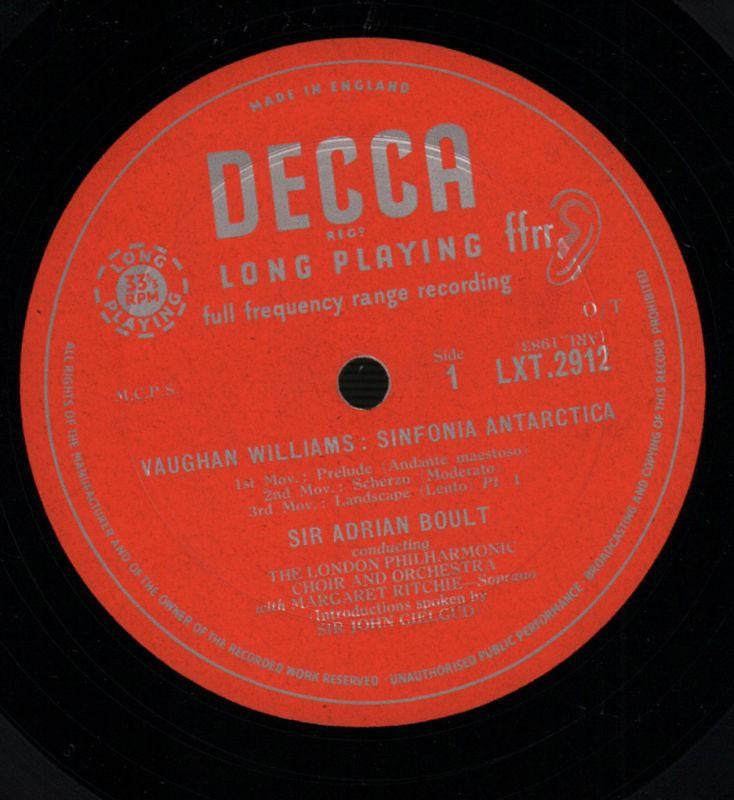 MADE IN ENGLAND
DECCA
REGD
LONG PLAYING
ffrr
full frequency range recording
LONG
33⅓
RPM
PLAYING
O/T
(ARL.1983)
Side
1
LXT.2912
M.C.P.S.
VAUGHAN WILLIAMS: SINFONIA ANTARCTICA
1st Mov.: Prelude (Andante maestoso)
2nd Mov.: Scherzo (Moderato)
3rd Mov.: Landscape (Lento) Pt. 1
SIR ADRIAN BOULT
conducting
THE LONDON PHILHARMONIC
CHOIR AND ORCHESTRA
with MARGARET RITCHIE—Soprano
(Introductions spoken by
SIR JOHN GIELGUD)
ALL RIGHTS OF THE MANUFACTURER AND OF THE OWNER OF THE RECORDED WORK RESERVED · UNAUTHORISED PUBLIC PERFORMANCE · BROADCASTING AND COPYING OF THIS RECORD PROHIBITED